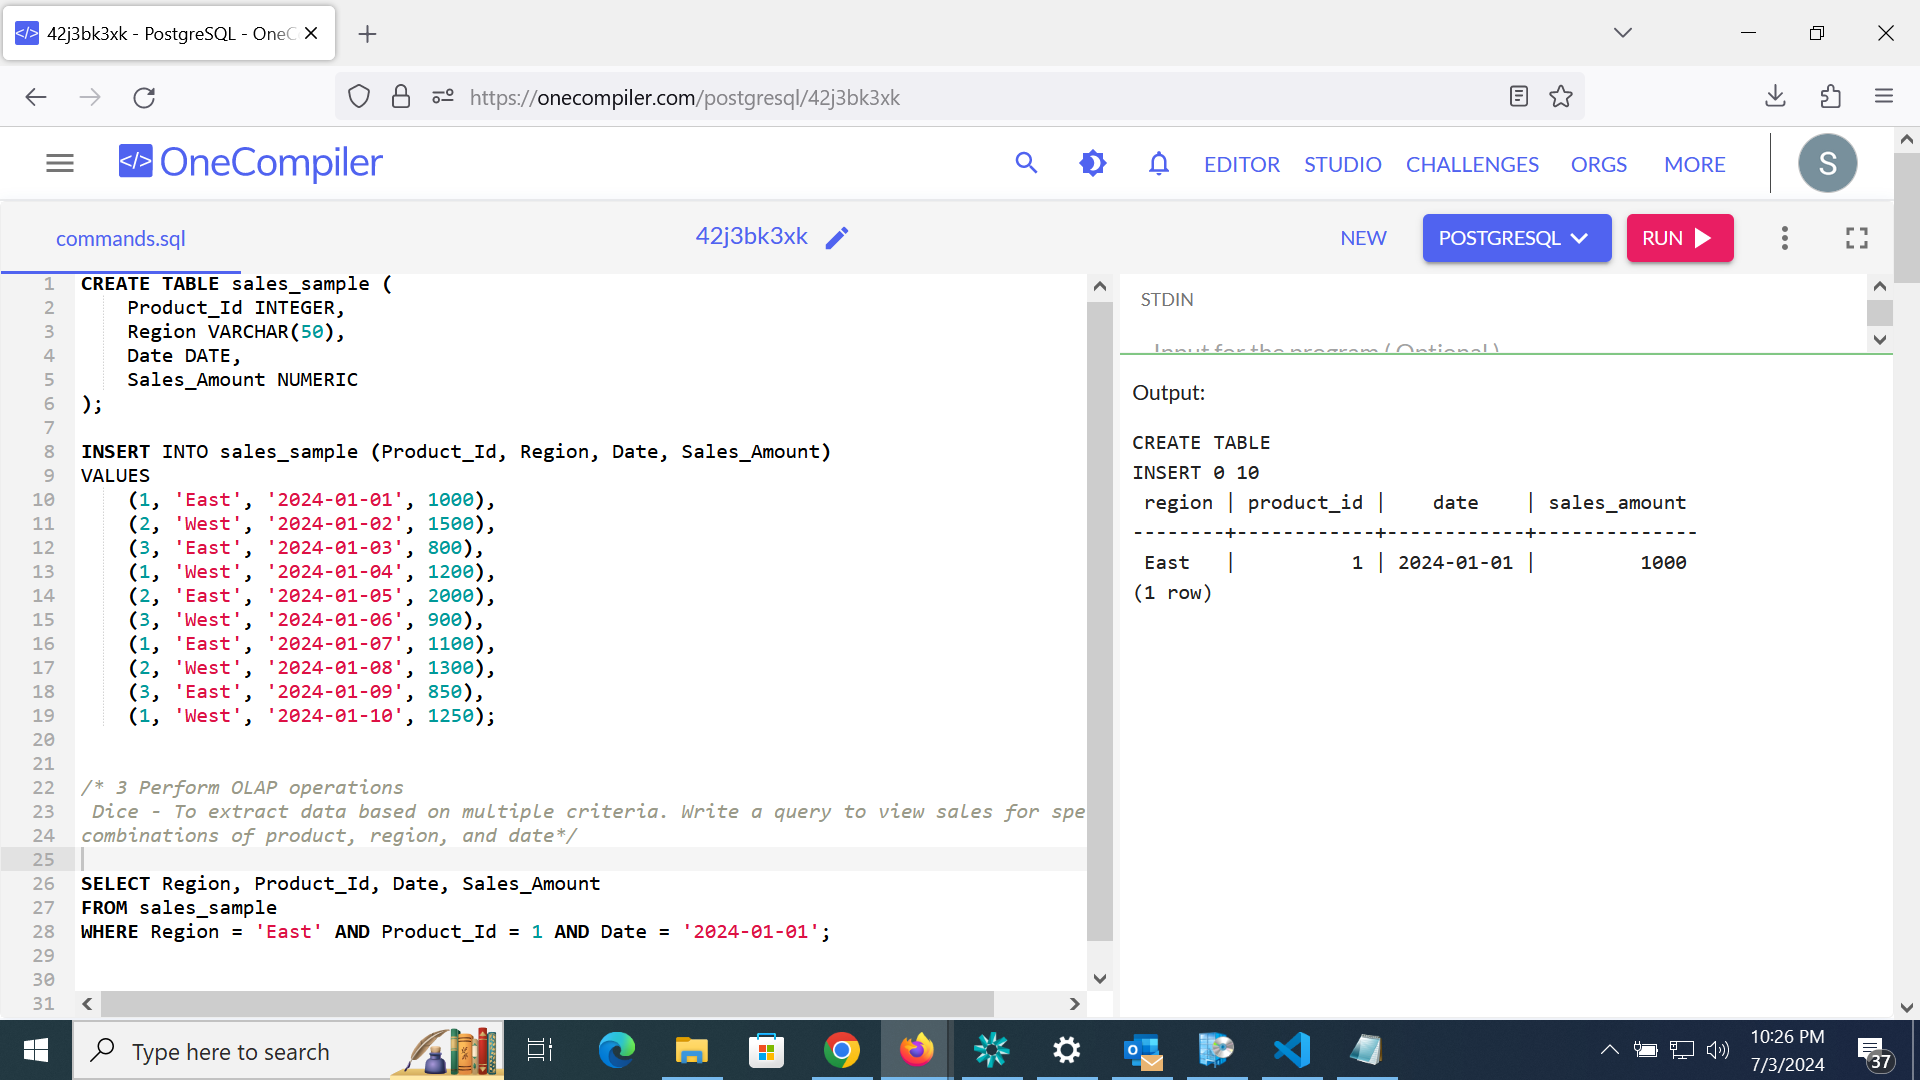 42j3bk3xk - PostgreSQL - OneC
https://onecompiler.com/postgresql/42j3bk3xk
</> OneCompiler
EDITOR STUDIO CHALLENGES ORGS MORE
S
commands.sql
42j3bk3xk
NEW
POSTGRESQL
RUN
1 CREATE TABLE sales_sample (
2 Product_Id INTEGER,
3 Region VARCHAR(50),
4 Date DATE,
5 Sales_Amount NUMERIC
6 );
7
8 INSERT INTO sales_sample (Product_Id, Region, Date, Sales_Amount)
9 VALUES
10 (1, 'East', '2024-01-01', 1000),
11 (2, 'West', '2024-01-02', 1500),
12 (3, 'East', '2024-01-03', 800),
13 (1, 'West', '2024-01-04', 1200),
14 (2, 'East', '2024-01-05', 2000),
15 (3, 'West', '2024-01-06', 900),
16 (1, 'East', '2024-01-07', 1100),
17 (2, 'West', '2024-01-08', 1300),
18 (3, 'East', '2024-01-09', 850),
19 (1, 'West', '2024-01-10', 1250);
20
21
22 /* 3 Perform OLAP operations
23 Dice - To extract data based on multiple criteria. Write a query to view sales for spe
24 combinations of product, region, and date*/
25
26 SELECT Region, Product_Id, Date, Sales_Amount
27 FROM sales_sample
28 WHERE Region = 'East' AND Product_Id = 1 AND Date = '2024-01-01';
29
30
31
STDIN
Input for the program ( Optional )
Output:
CREATE TABLE
INSERT 0 10
region | product_id | date | sales_amount
--------+------------+------------+--------------
East | 1 | 2024-01-01 | 1000
(1 row)
Type here to search
10:26 PM
7/3/2024
37